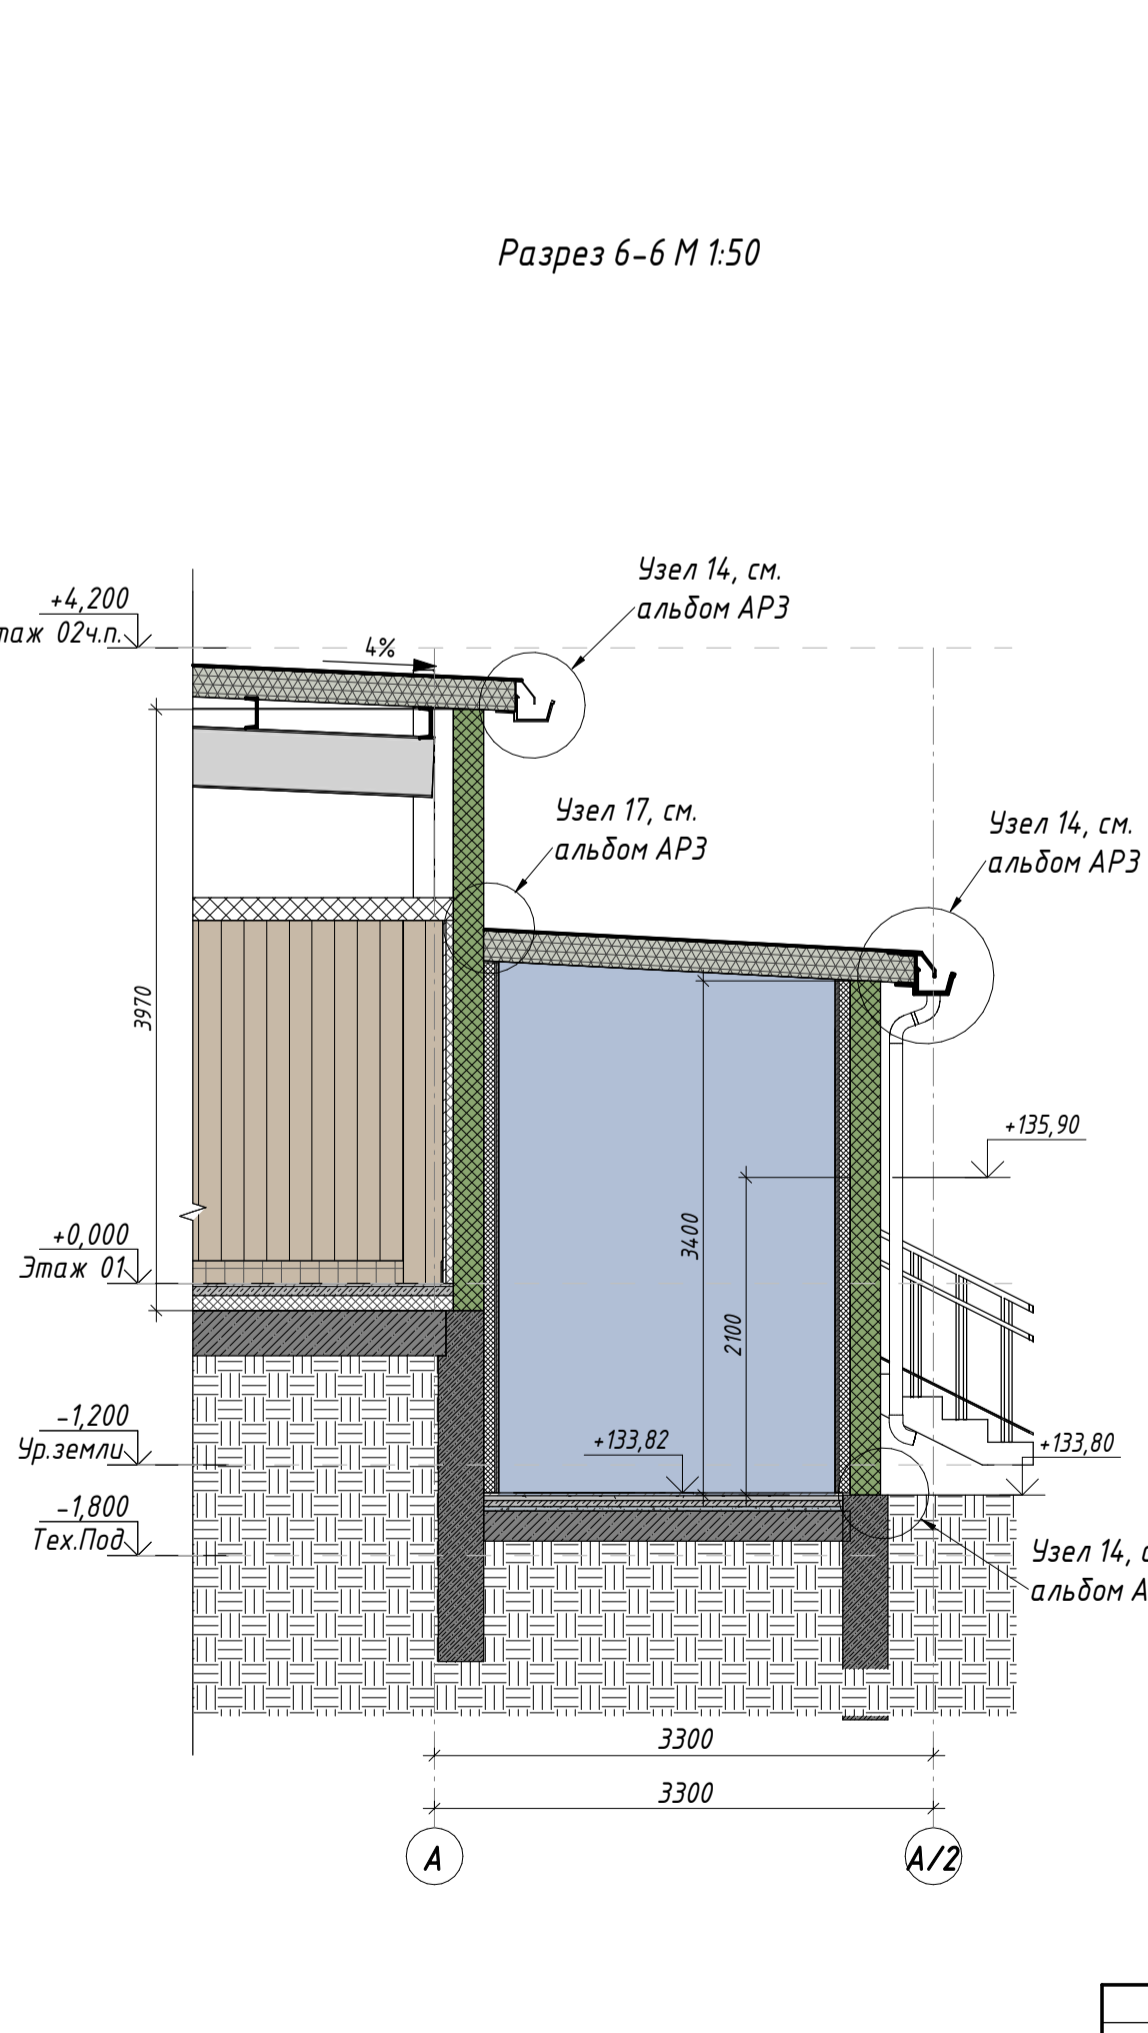 Разрез 6-6 М 1:50
Узел 14, см.
альбом АР3
+4,200
таж 02ч.п.
4%
Узел 17, см.
альбом АР3
Узел 14, см.
альбом АР3
3970
+135,90
+0,000
Этаж 01
3400
2100
-1,200
Ур.земли
+133,82
+133,80
-1,800
Тех.Под
Узел 14,
альбом А
3300
3300
А
А/2